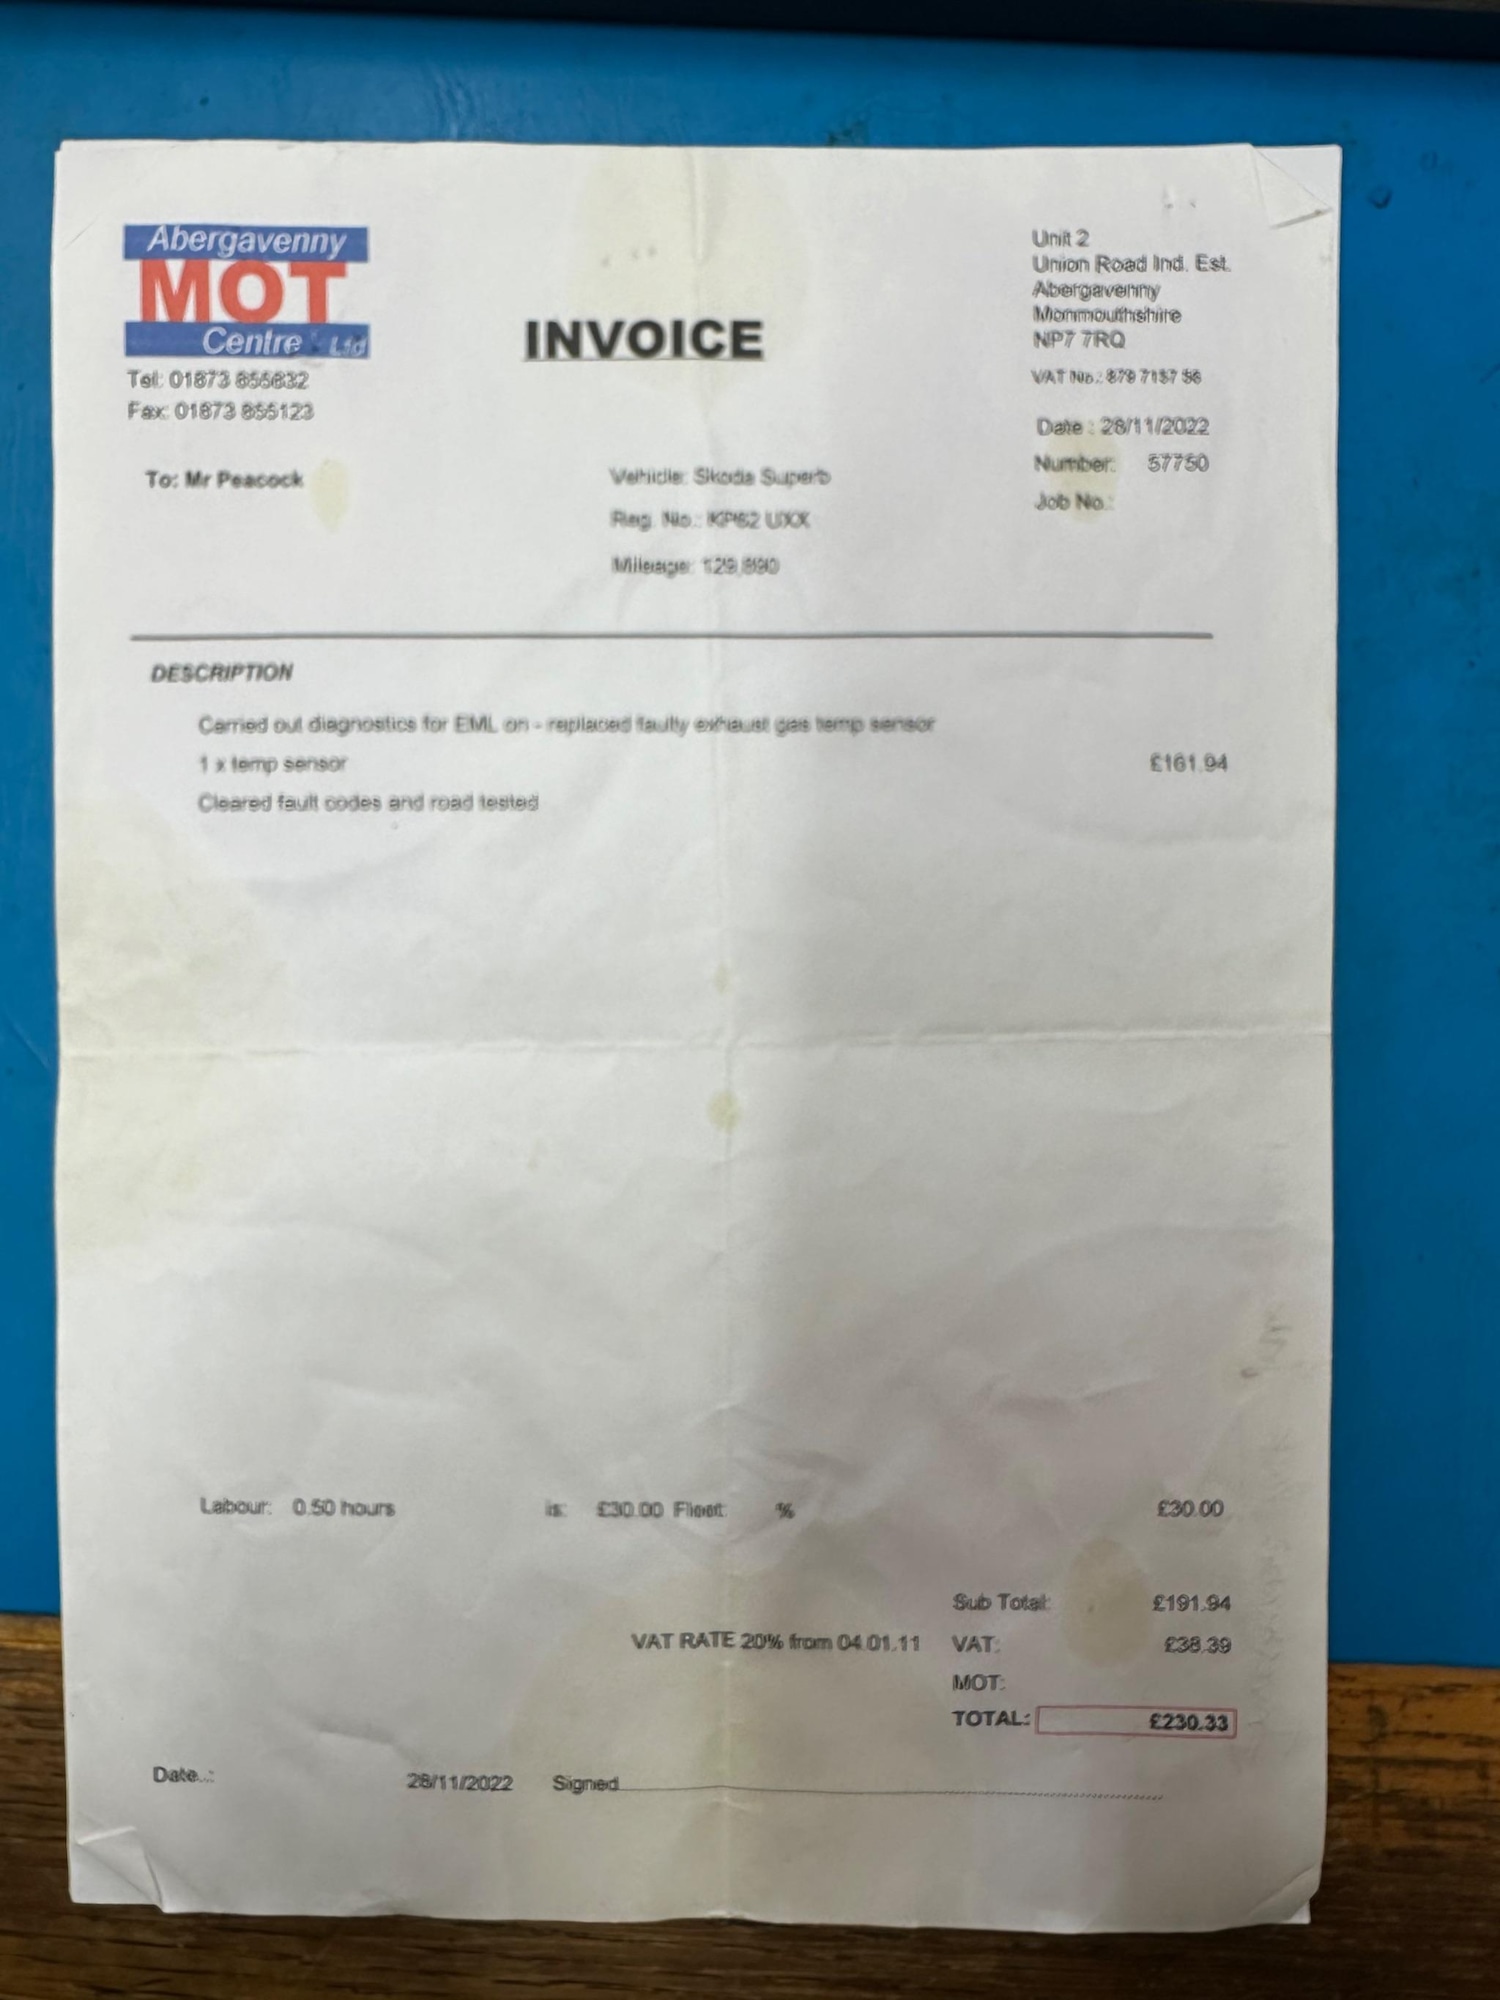 Abergavenny
MOT
Centre Ltd
Tel: 01873 855832
Fax: 01873 855123
INVOICE
Unit 2
Union Road Ind. Est.
Abergavenny
Monmouthshire
NP7 7RQ
VAT No.: 879 7157 56
Date : 28/11/2022
Number: 57750
Job No.:
To: Mr Peacock
Vehicle: Skoda Superb
Reg. No.: KP62 UXX
Mileage: 129,890
DESCRIPTION
Carried out diagnostics for EML on - replaced faulty exhaust gas temp sensor
1 x temp sensor £161.94
Cleared fault codes and road tested
Labour: 0.50 hours is: £30.00 Fleet: % £30.00
Sub Total: £191.94
VAT RATE 20% from 04.01.11 VAT: £38.39
MOT:
TOTAL: £230.33
Date..: 28/11/2022 Signed